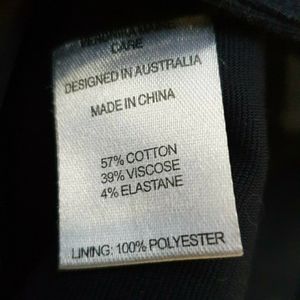 CARE
DESIGNED IN AUSTRALIA
MADE IN CHINA
57% COTTON
39% VISCOSE
4% ELASTANE
LINING: 100% POLYESTER